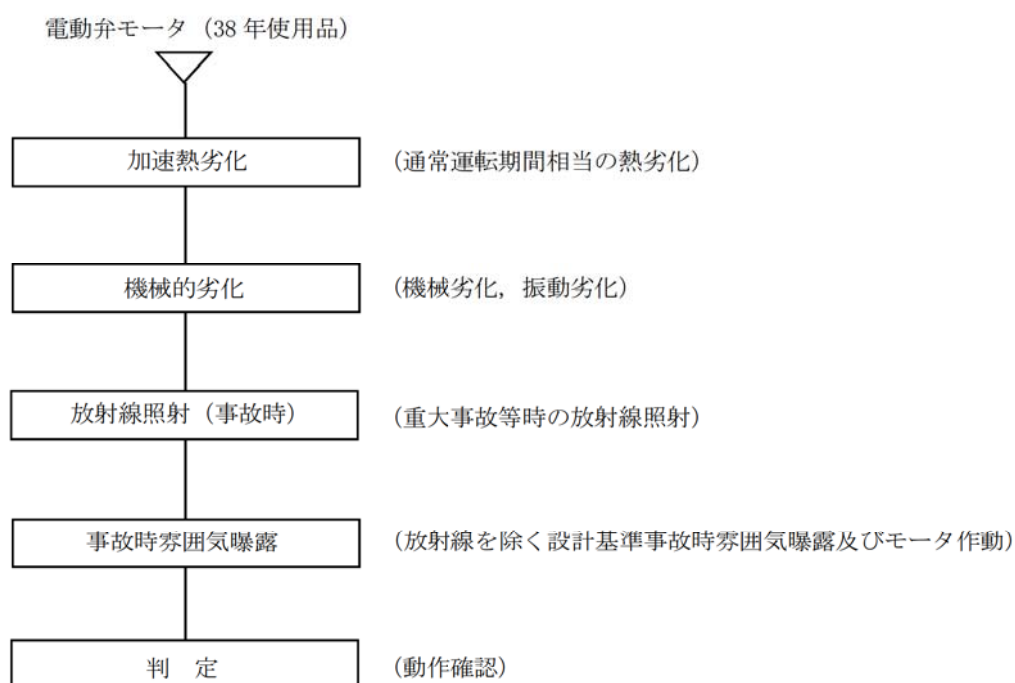 電動弁モータ（38 年使用品）
加速熱劣化
（通常運転期間相当の熱劣化）
機械的劣化
（機械劣化，振動劣化）
放射線照射（事故時）
（重大事故等時の放射線照射）
事故時雰囲気曝露
（放射線を除く設計基準事故時雰囲気曝露及びモータ作動）
判　定
（動作確認）